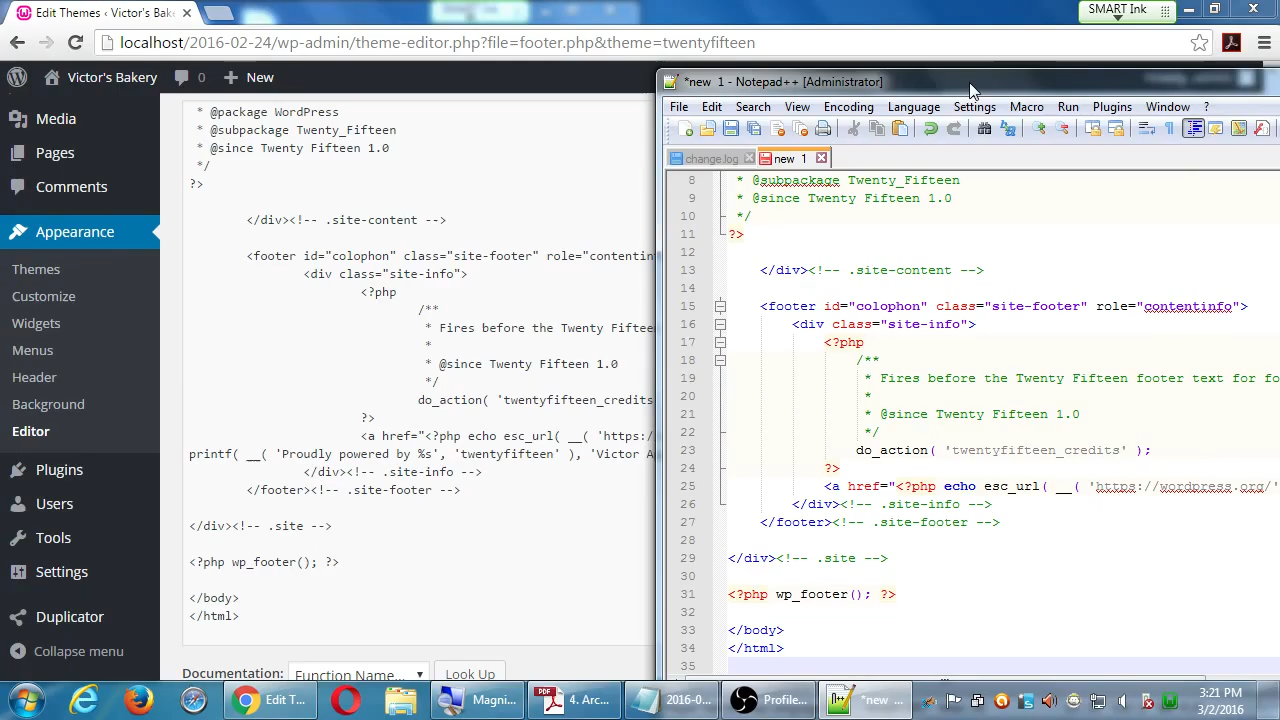 Edit Themes ‹ Victor's Bak
SMART Ink
localhost/2016-02-24/wp-admin/theme-editor.php?file=footer.php&theme=twentyfifteen
Victor's Bakery 0 New
Media
Pages
Comments
Appearance
Themes
Customize
Widgets
Menus
Header
Background
Editor
Plugins
Users
Tools
Settings
Duplicator
Collapse menu
* @package WordPress
* @subpackage Twenty_Fifteen
* @since Twenty Fifteen 1.0
*/
?>
</div><!-- .site-content -->
<footer id="colophon" class="site-footer" role="contentin
<div class="site-info">
<?php
/**
* Fires before the Twenty Fifteen
*
* @since Twenty Fifteen 1.0
*/
do_action( 'twentyfifteen_credits
?>
<a href="<?php echo esc_url( __( 'https:/
printf( __( 'Proudly powered by %s', 'twentyfifteen' ), 'Victor A
</div><!-- .site-info -->
</footer><!-- .site-footer -->
</div><!-- .site -->
<?php wp_footer(); ?>
</body>
</html>
Documentation: Function Name... Look Up
*new 1 - Notepad++ [Administrator]
File Edit Search View Encoding Language Settings Macro Run Plugins Window ?
change.log new 1
8 * @subpackage Twenty_Fifteen
9 * @since Twenty Fifteen 1.0
10 */
11 ?>
12
13 </div><!-- .site-content -->
14
15 <footer id="colophon" class="site-footer" role="contentinfo">
16 <div class="site-info">
17 <?php
18 /**
19 * Fires before the Twenty Fifteen footer text for fo
20 *
21 * @since Twenty Fifteen 1.0
22 */
23 do_action( 'twentyfifteen_credits' );
24 ?>
25 <a href="<?php echo esc_url( __( 'https://wordpress.org/'
26 </div><!-- .site-info -->
27 </footer><!-- .site-footer -->
28
29 </div><!-- .site -->
30
31 <?php wp_footer(); ?>
32
33 </body>
34 </html>
35
Edit T... Magni... 4. Arc... 2016-0... Profile... *new ...
3:21 PM
3/2/2016